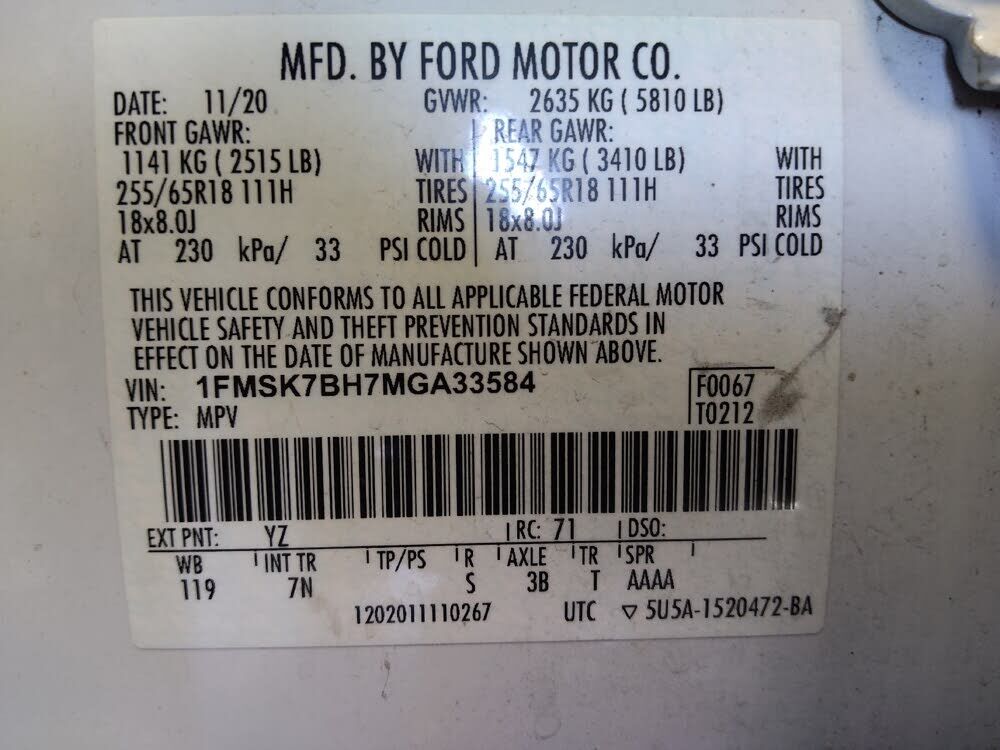 MFD. BY FORD MOTOR CO.
DATE: 11/20 GVWR: 2635 KG ( 5810 LB)
FRONT GAWR: REAR GAWR:
1141 KG ( 2515 LB) WITH 1547 KG ( 3410 LB) WITH
255/65R18 111H TIRES 255/65R18 111H TIRES
18x8.0J RIMS 18x8.0J RIMS
AT 230 kPa/ 33 PSI COLD AT 230 kPa/ 33 PSI COLD
THIS VEHICLE CONFORMS TO ALL APPLICABLE FEDERAL MOTOR
VEHICLE SAFETY AND THEFT PREVENTION STANDARDS IN
EFFECT ON THE DATE OF MANUFACTURE SHOWN ABOVE.
VIN: 1FMSK7BH7MGA33584 F0067
TYPE: MPV T0212
EXT PNT: YZ RC: 71 DSO:
WB INT TR TP/PS R AXLE TR SPR
119 7N S 3B T AAAA
1202011110267 UTC ▽ 5U5A-1520472-BA